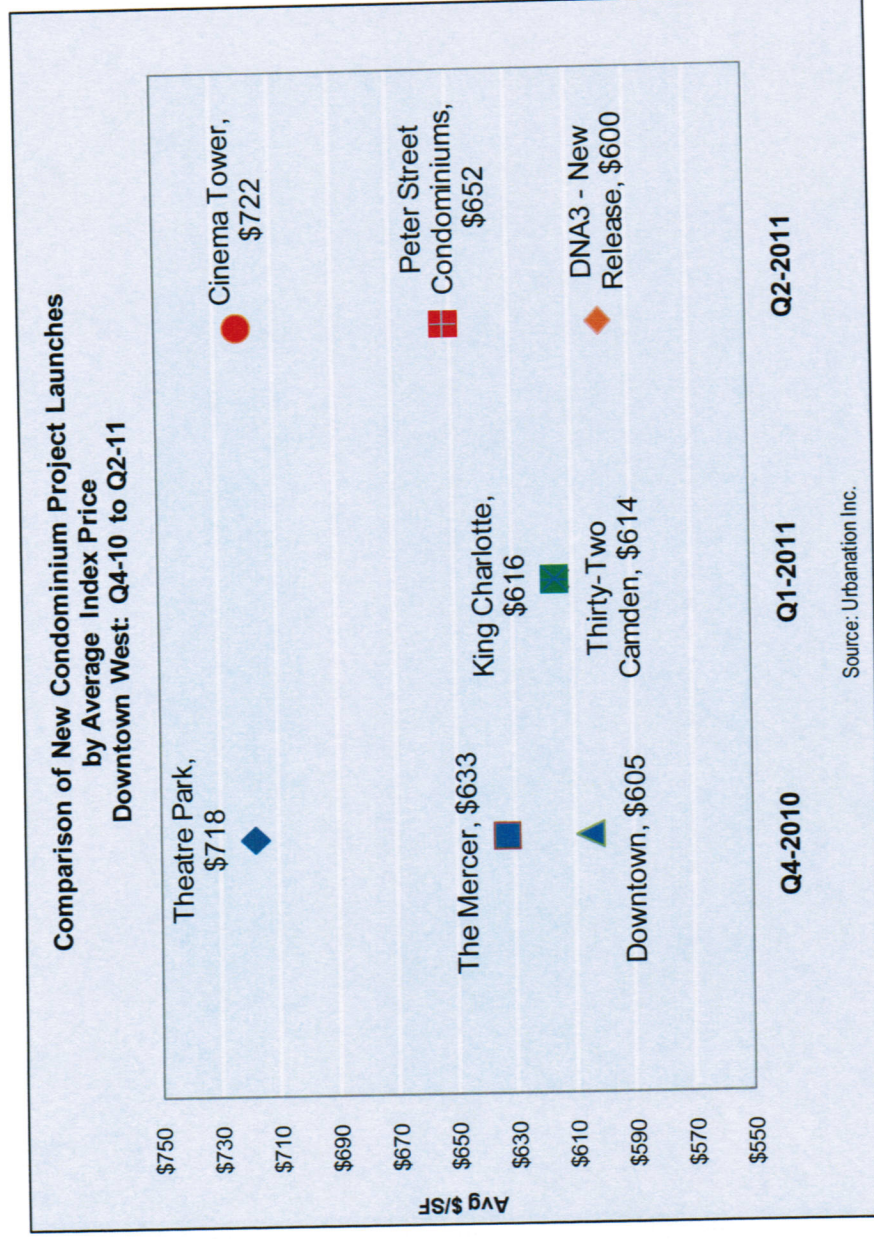 Comparison of New Condominium Project Launches
by Average Index Price
Downtown West: Q4-10 to Q2-11
Avg $/SF
$750
$730
$710
$690
$670
$650
$630
$610
$590
$570
$550
Theatre Park,
$718
The Mercer, $633
Downtown, $605
King Charlotte,
$616
Thirty-Two
Camden, $614
Cinema Tower,
$722
Peter Street
Condominiums,
$652
DNA3 - New
Release, $600
Q4-2010
Q1-2011
Q2-2011
Source: Urbanation Inc.